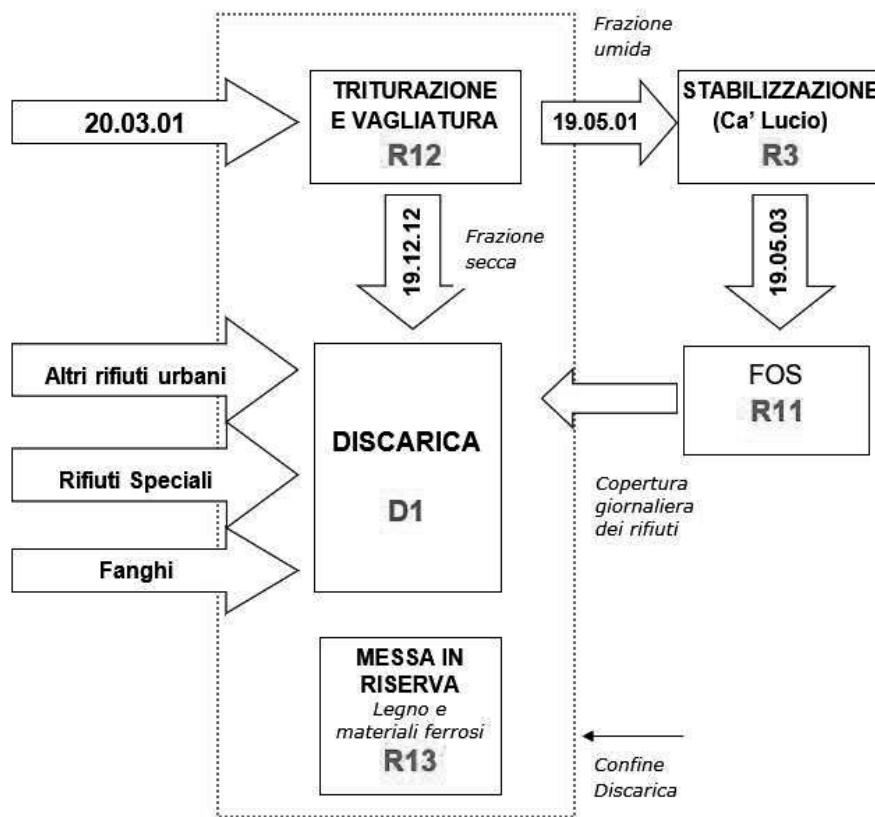 Frazione
umida
20.03.01
TRITURAZIONE
E VAGLIATURA
R12
19.05.01
STABILIZZAZIONE
(Ca' Lucio)
R3
19.12.12
Frazione
secca
19.05.03
Altri rifiuti urbani
Rifiuti Speciali
Fanghi
DISCARICA
D1
FOS
R11
Copertura
giornaliera
dei rifiuti
MESSA IN
RISERVA
Legno e
materiali ferrosi
R13
Confine
Discarica